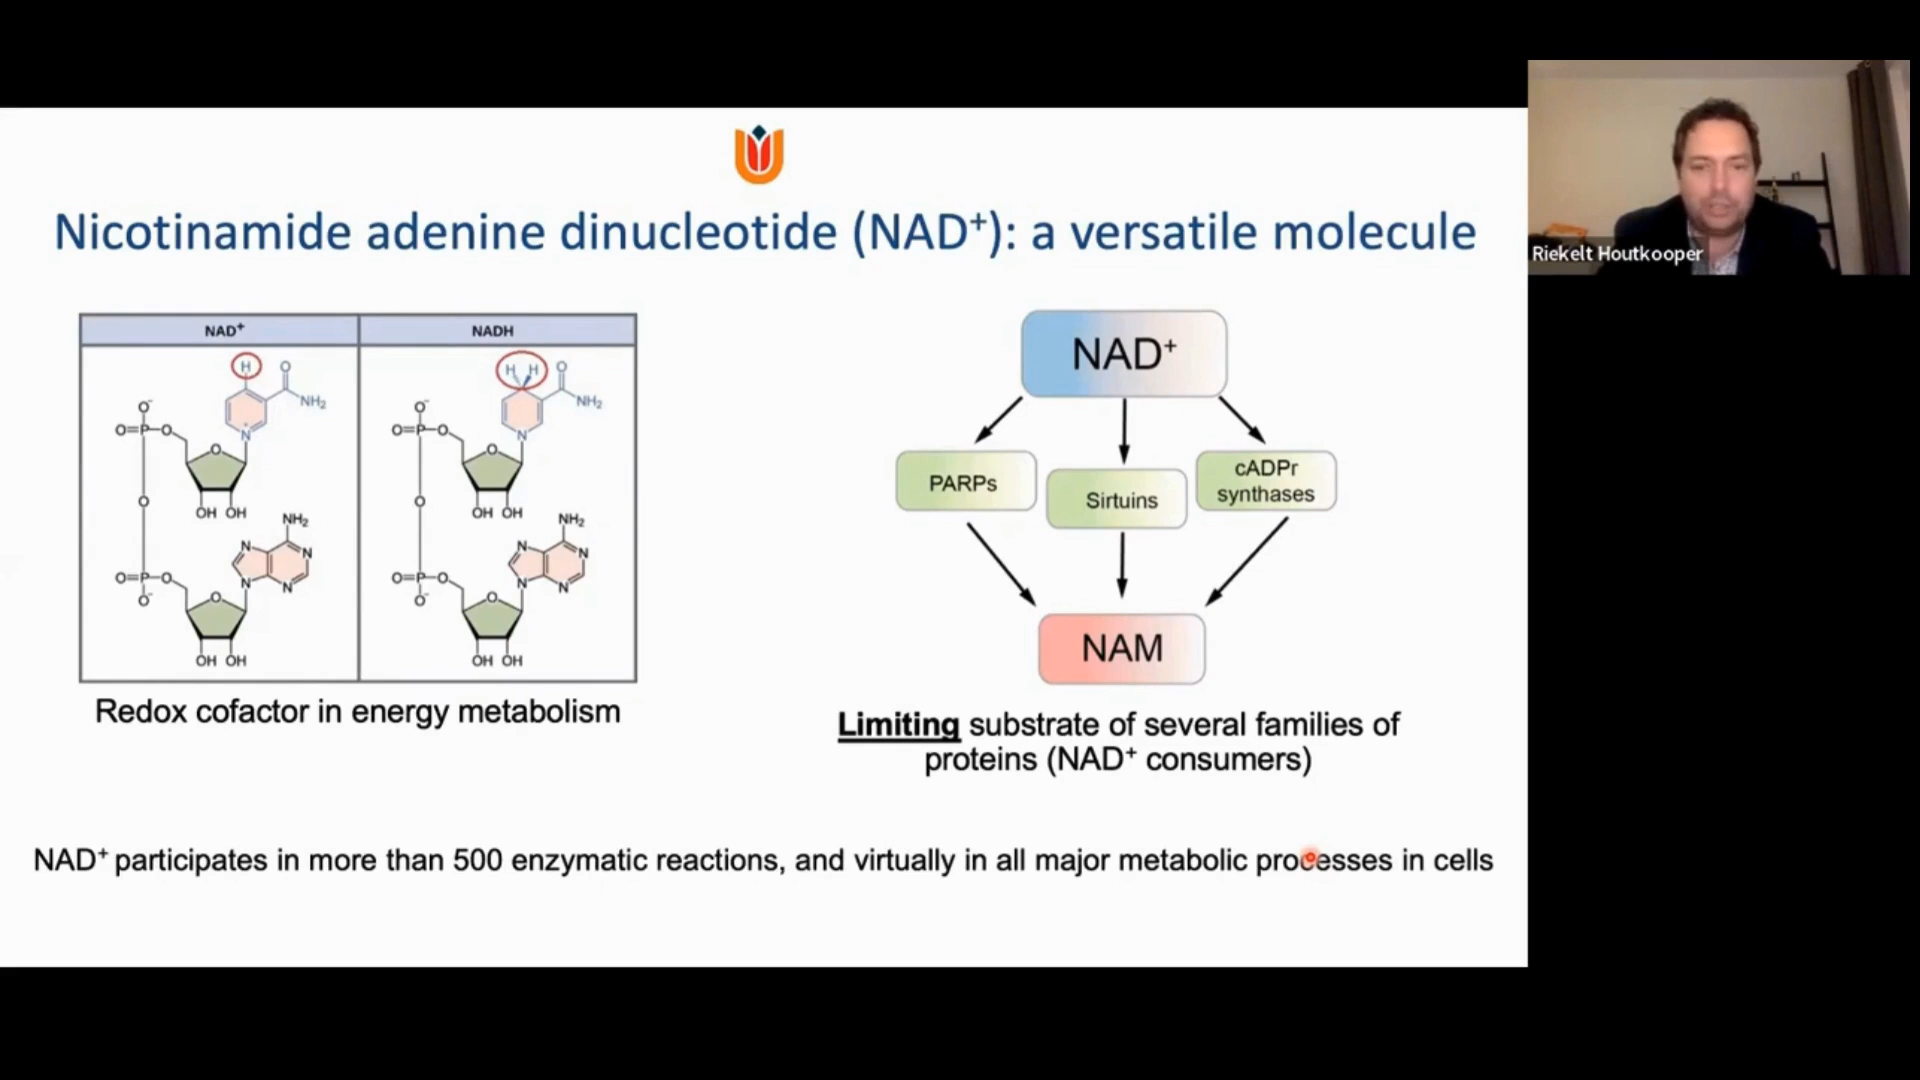 Nicotinamide adenine dinucleotide (NAD⁺): a versatile molecule
NAD⁺
NADH
H
O
NH₂
O⁻
O=P–O
N⁺
O
O
OH OH
NH₂
N
N
O=P–O
N
N
O⁻
O
OH OH
H H
O
NH₂
O⁻
O=P–O
N
O
O
OH OH
NH₂
N
N
O=P–O
N
N
O⁻
O
OH OH
Redox cofactor in energy metabolism
NAD⁺
PARPs
Sirtuins
cADPr
synthases
NAM
Limiting substrate of several families of
proteins (NAD⁺ consumers)
NAD⁺ participates in more than 500 enzymatic reactions, and virtually in all major metabolic processes in cells
Riekelt Houtkooper